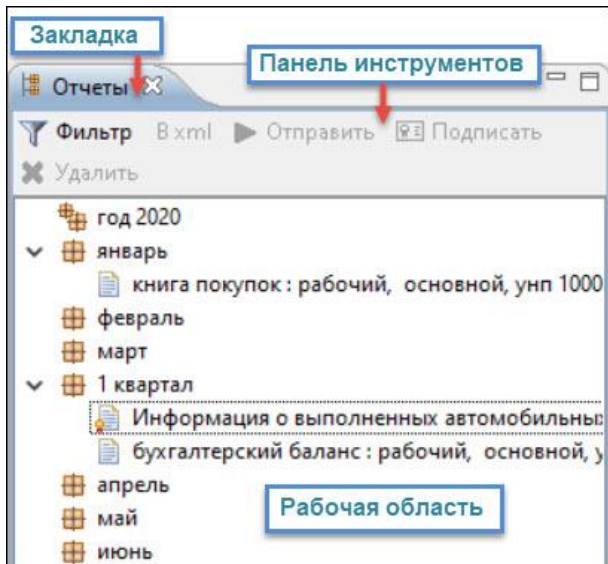 Закладка
Панель инструментов
Отчеты
Фильтр В xml Отправить Подписать
Удалить
год 2020
январь
книга покупок : рабочий, основной, унп 1000
февраль
март
1 квартал
Информация о выполненных автомобильных
бухгалтерский баланс : рабочий, основной, у
апрель
май
Рабочая область
июнь